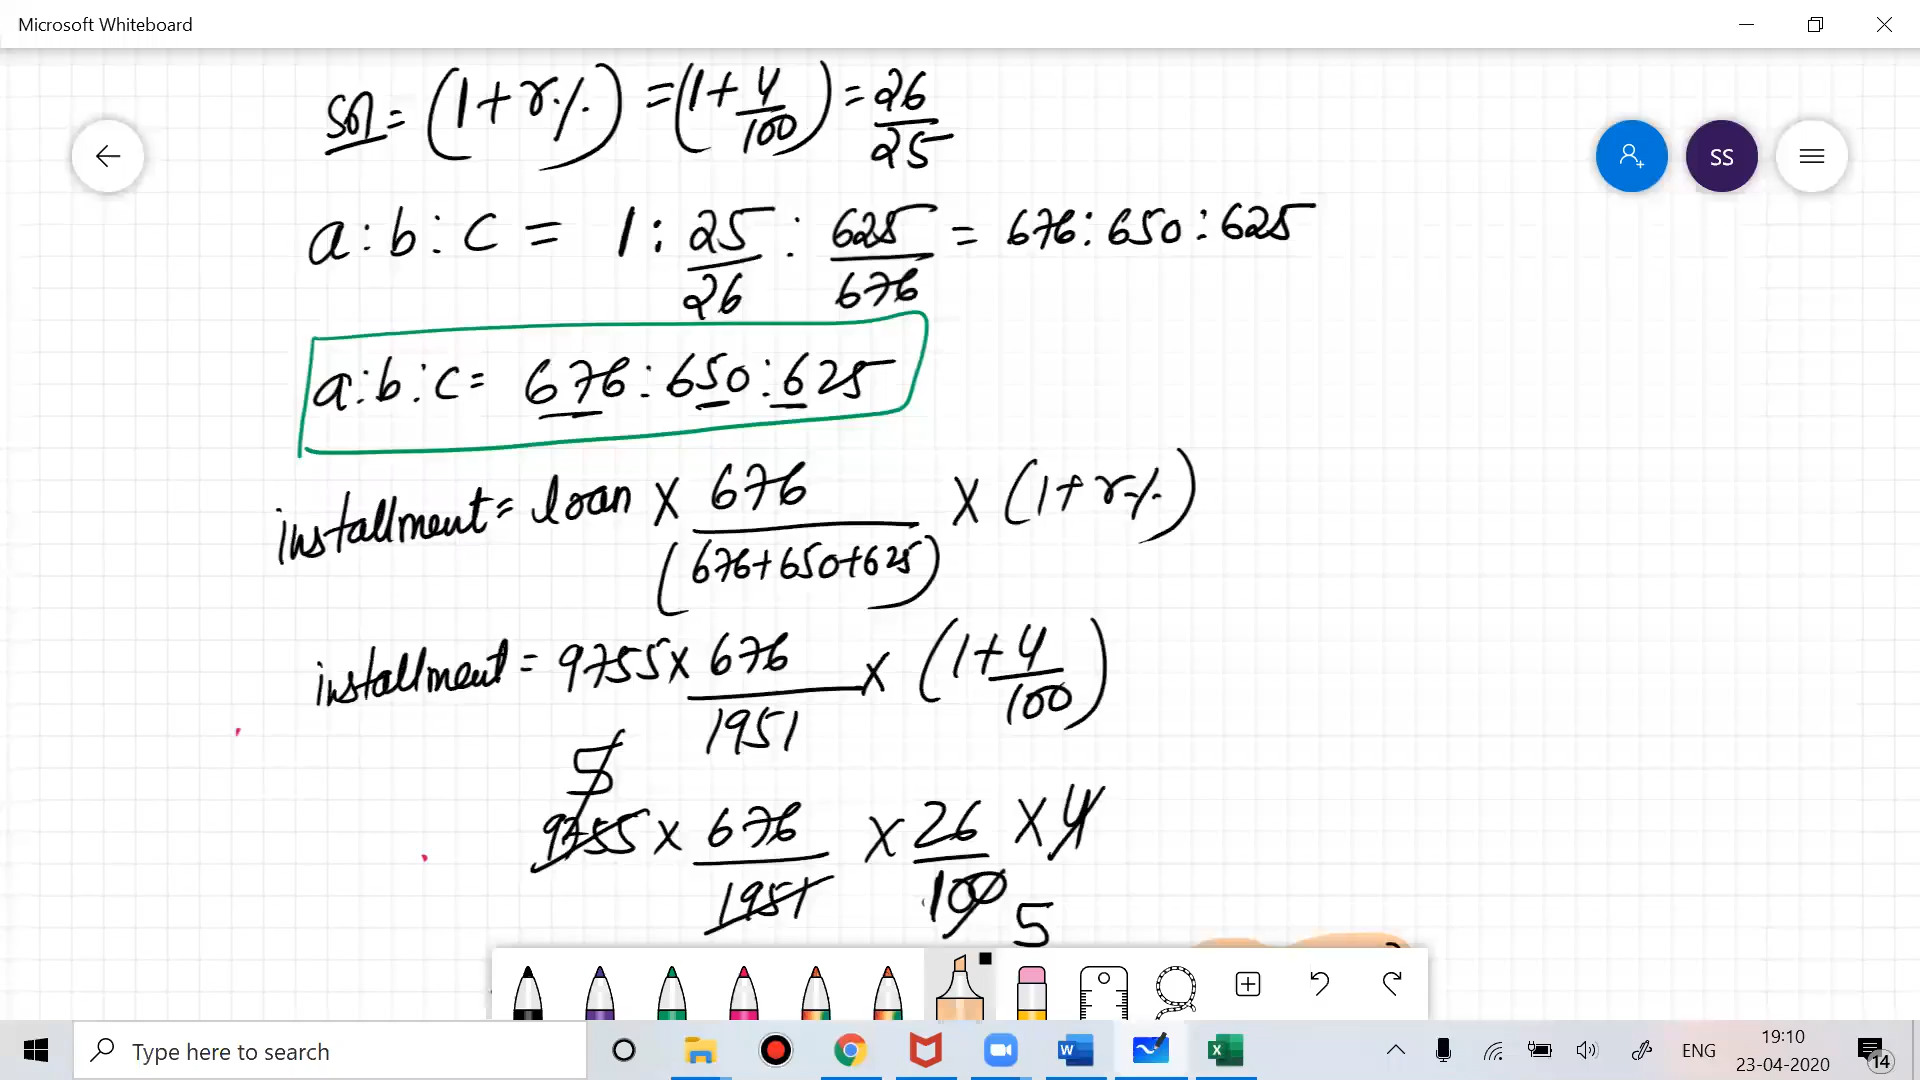 Microsoft Whiteboard
Sol = (1+r%) = (1+4/100) = 26/25
SS
a:b:c = 1 : 25/26 : 625/676 = 676:650:625
a:b:c = 676:650:625
installment = loan × 676/(676+650+625) × (1+r%)
installment = 9755 × 676/1951 × (1+4/100)
5
9755 × 676/1951 × 26/100 × 4
5
Type here to search
ENG
19:10
23-04-2020
14